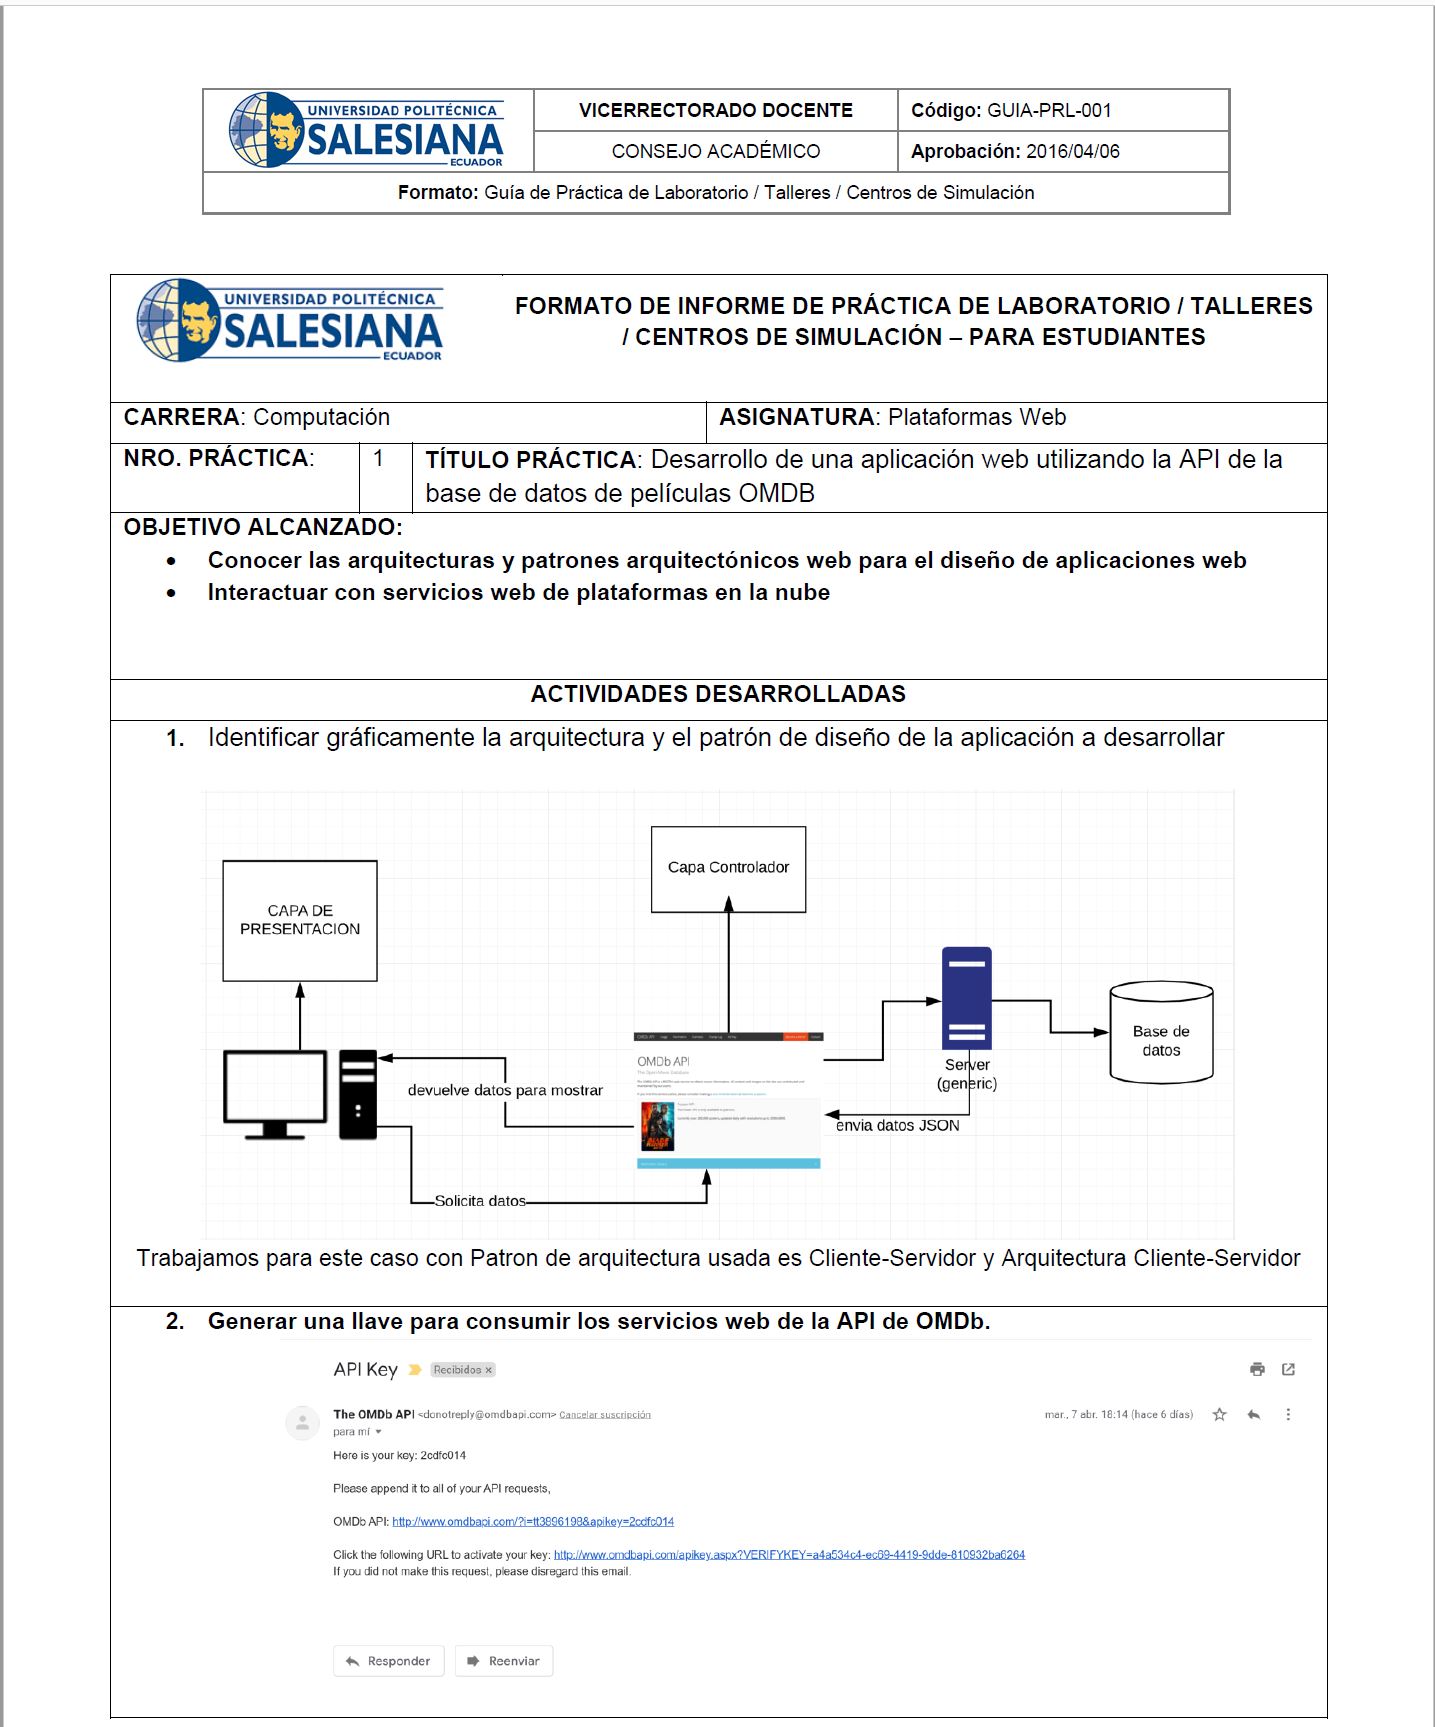 UNIVERSIDAD POLITÉCNICA
SALESIANA
ECUADOR
VICERRECTORADO DOCENTE
Código: GUIA-PRL-001
CONSEJO ACADÉMICO
Aprobación: 2016/04/06
Formato: Guía de Práctica de Laboratorio / Talleres / Centros de Simulación
UNIVERSIDAD POLITÉCNICA
SALESIANA
ECUADOR
FORMATO DE INFORME DE PRÁCTICA DE LABORATORIO / TALLERES
/ CENTROS DE SIMULACIÓN – PARA ESTUDIANTES
CARRERA: Computación
ASIGNATURA: Plataformas Web
NRO. PRÁCTICA:
1
TÍTULO PRÁCTICA: Desarrollo de una aplicación web utilizando la API de la
base de datos de películas OMDB
OBJETIVO ALCANZADO:
• Conocer las arquitecturas y patrones arquitectónicos web para el diseño de aplicaciones web
• Interactuar con servicios web de plataformas en la nube
ACTIVIDADES DESARROLLADAS
1. Identificar gráficamente la arquitectura y el patrón de diseño de la aplicación a desarrollar
Capa Controlador
CAPA DE
PRESENTACION
Base de
datos
OMDb API
The Open Movie Database
Server
(generic)
devuelve datos para mostrar
envia datos JSON
Solicita datos
Trabajamos para este caso con Patron de arquitectura usada es Cliente-Servidor y Arquitectura Cliente-Servidor
2. Generar una llave para consumir los servicios web de la API de OMDb.
API Key
Recibidos ×
The OMDb API <donotreply@omdbapi.com> Cancelar suscripción
mar., 7 abr. 18:14 (hace 6 días)
para mí
Here is your key: 2cdfc014
Please append it to all of your API requests,
OMDb API: http://www.omdbapi.com/?i=tt3896198&apikey=2cdfc014
Click the following URL to activate your key: http://www.omdbapi.com/apikey.aspx?VERIFYKEY=a4a534c4-ec69-4419-9dde-810932ba6264
If you did not make this request, please disregard this email.
Responder
Reenviar